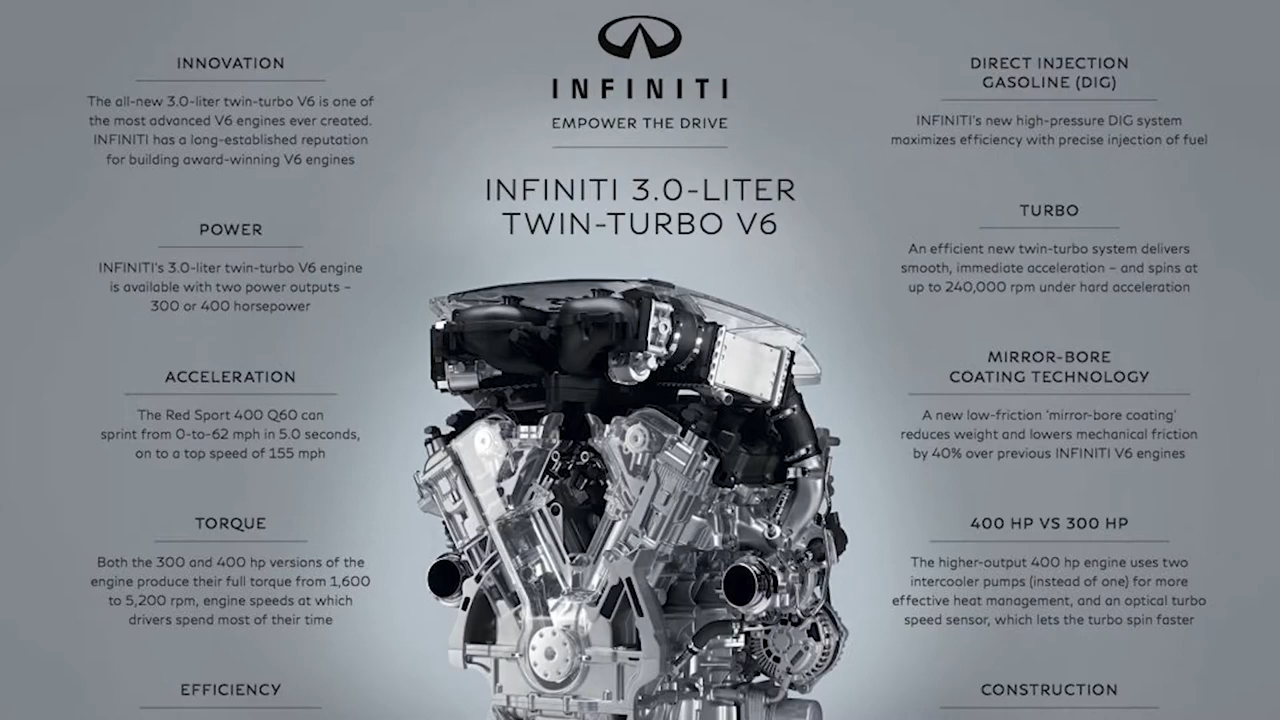 INFINITI
EMPOWER THE DRIVE
INFINITI 3.0-LITER
TWIN-TURBO V6
INNOVATION
The all-new 3.0-liter twin-turbo V6 is one of
the most advanced V6 engines ever created.
INFINITI has a long-established reputation
for building award-winning V6 engines
POWER
INFINITI's 3.0-liter twin-turbo V6 engine
is available with two power outputs –
300 or 400 horsepower
ACCELERATION
The Red Sport 400 Q60 can
sprint from 0-to-62 mph in 5.0 seconds,
on to a top speed of 155 mph
TORQUE
Both the 300 and 400 hp versions of the
engine produce their full torque from 1,600
to 5,200 rpm, engine speeds at which
drivers spend most of their time
EFFICIENCY
DIRECT INJECTION
GASOLINE (DIG)
INFINITI's new high-pressure DIG system
maximizes efficiency with precise injection of fuel
TURBO
An efficient new twin-turbo system delivers
smooth, immediate acceleration – and spins at
up to 240,000 rpm under hard acceleration
MIRROR-BORE
COATING TECHNOLOGY
A new low-friction 'mirror-bore coating'
reduces weight and lowers mechanical friction
by 40% over previous INFINITI V6 engines
400 HP VS 300 HP
The higher-output 400 hp engine uses two
intercooler pumps (instead of one) for more
effective heat management, and an optical turbo
speed sensor, which lets the turbo spin faster
CONSTRUCTION